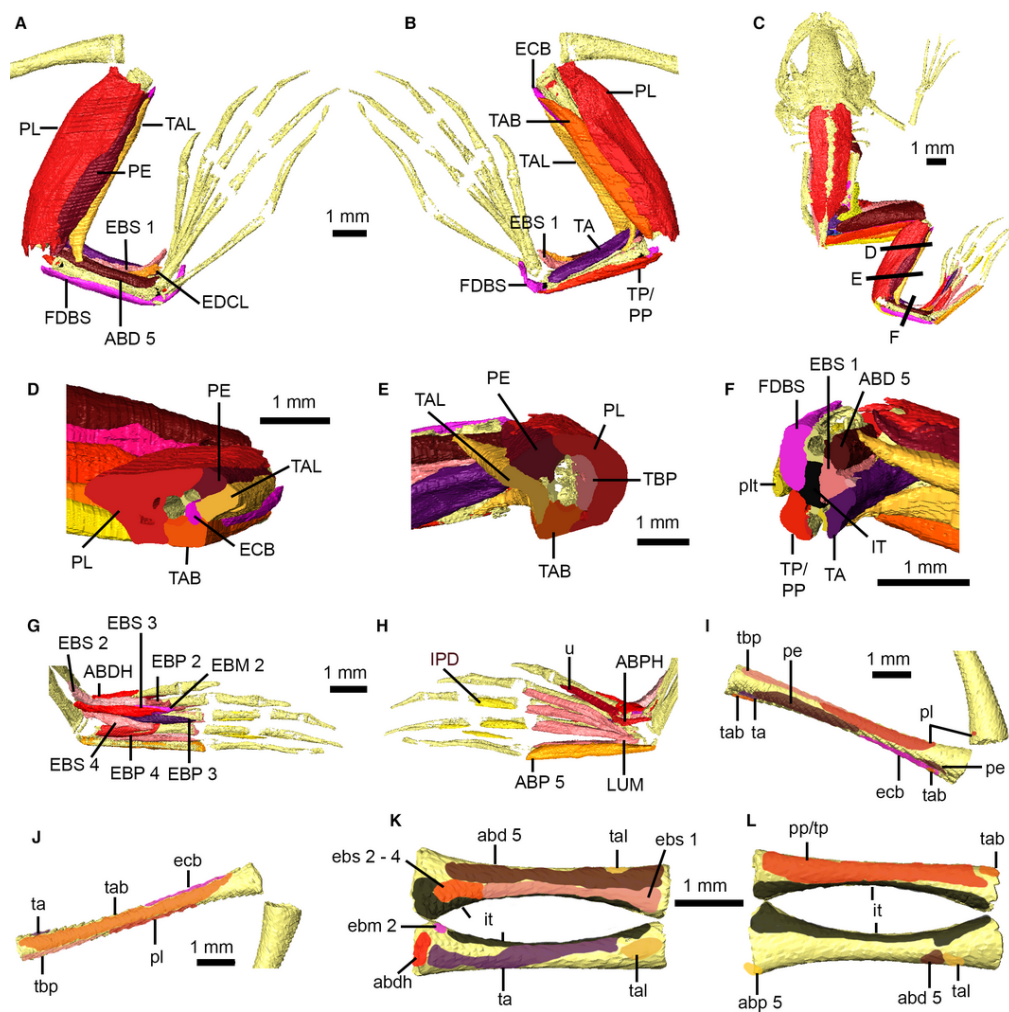 A
B
C
ECB
PL
TAL
PE
EBS 1
1 mm
FDBS
ABD 5
EDCL
PL
TAB
TAL
EBS 1
TA
FDBS
TP/
PP
1 mm
D
E
F
D
PE
1 mm
TAL
PL
ECB
TAB
E
PE
TAL
PL
TBP
1 mm
TAB
F
EBS 1
FDBS
ABD 5
plt
IT
TP/
PP
TA
1 mm
G
EBS 3
EBS 2
ABDH
EBP 2
EBM 2
1 mm
EBS 4
EBP 4
EBP 3
H
IPD
u
ABPH
ABP 5
LUM
I
tbp
pe
1 mm
pl
tab
ta
ecb
tab
pe
J
ecb
tab
ta
pl
tbp
1 mm
K
abd 5
tal
ebs 1
ebs 2 - 4
1 mm
it
ebm 2
abdh
ta
tal
L
pp/tp
tab
it
abp 5
abd 5
tal